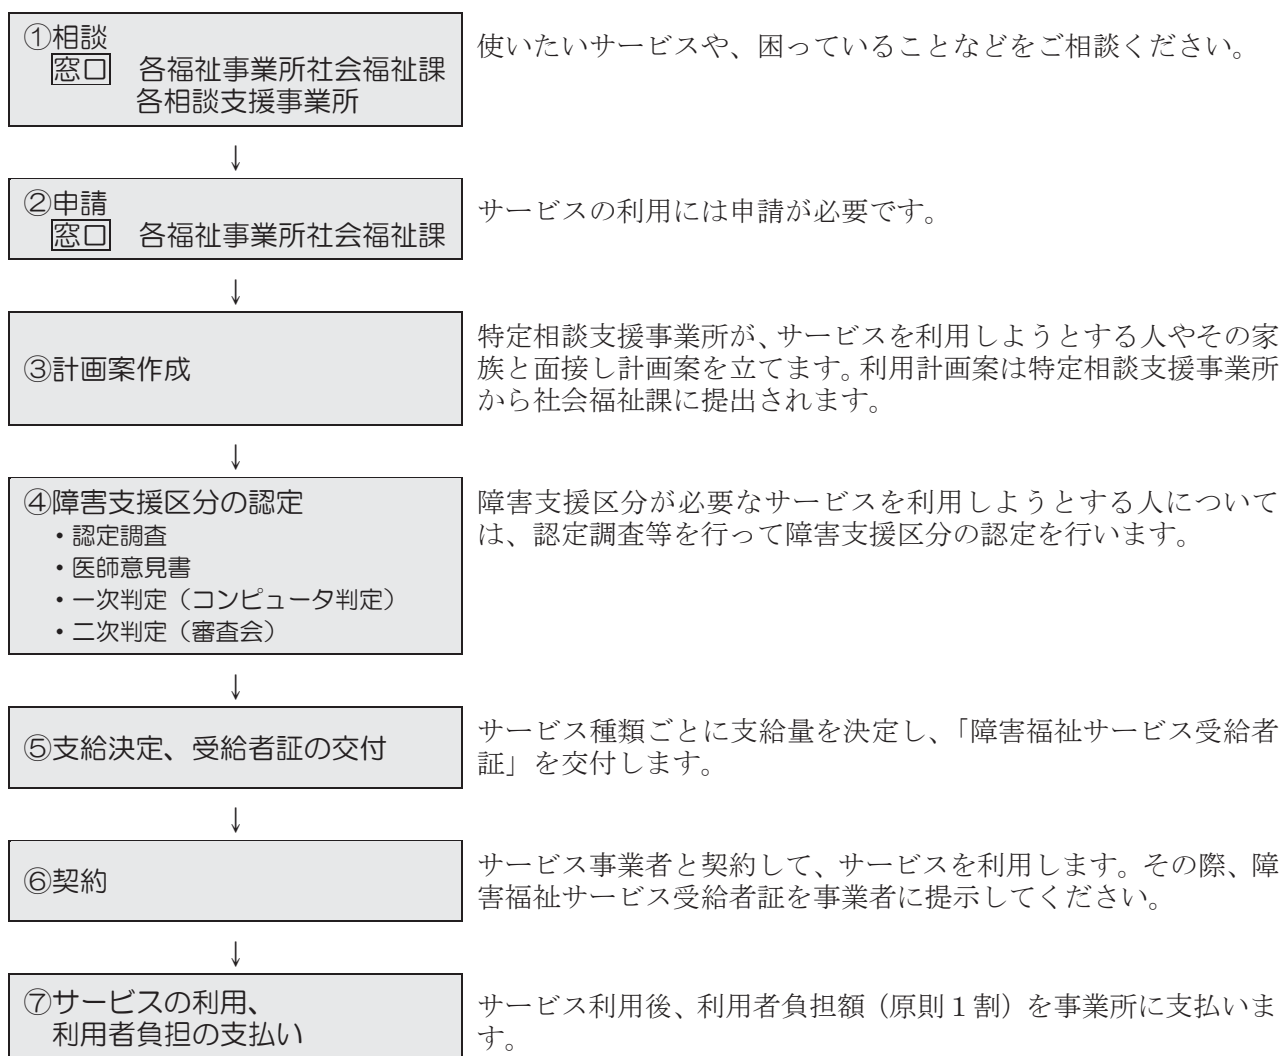 ①相談
窓口　各福祉事業所社会福祉課
各相談支援事業所
使いたいサービスや、困っていることなどをご相談ください。
↓
②申請
窓口　各福祉事業所社会福祉課
サービスの利用には申請が必要です。
↓
③計画案作成
特定相談支援事業所が、サービスを利用しようとする人やその家
族と面接し計画案を立てます。利用計画案は特定相談支援事業所
から社会福祉課に提出されます。
↓
④障害支援区分の認定
・認定調査
・医師意見書
・一次判定（コンピュータ判定）
・二次判定（審査会）
障害支援区分が必要なサービスを利用しようとする人について
は、認定調査等を行って障害支援区分の認定を行います。
↓
⑤支給決定、受給者証の交付
サービス種類ごとに支給量を決定し、「障害福祉サービス受給者
証」を交付します。
↓
⑥契約
サービス事業者と契約して、サービスを利用します。その際、障
害福祉サービス受給者証を事業者に提示してください。
↓
⑦サービスの利用、
利用者負担の支払い
サービス利用後、利用者負担額（原則１割）を事業所に支払いま
す。